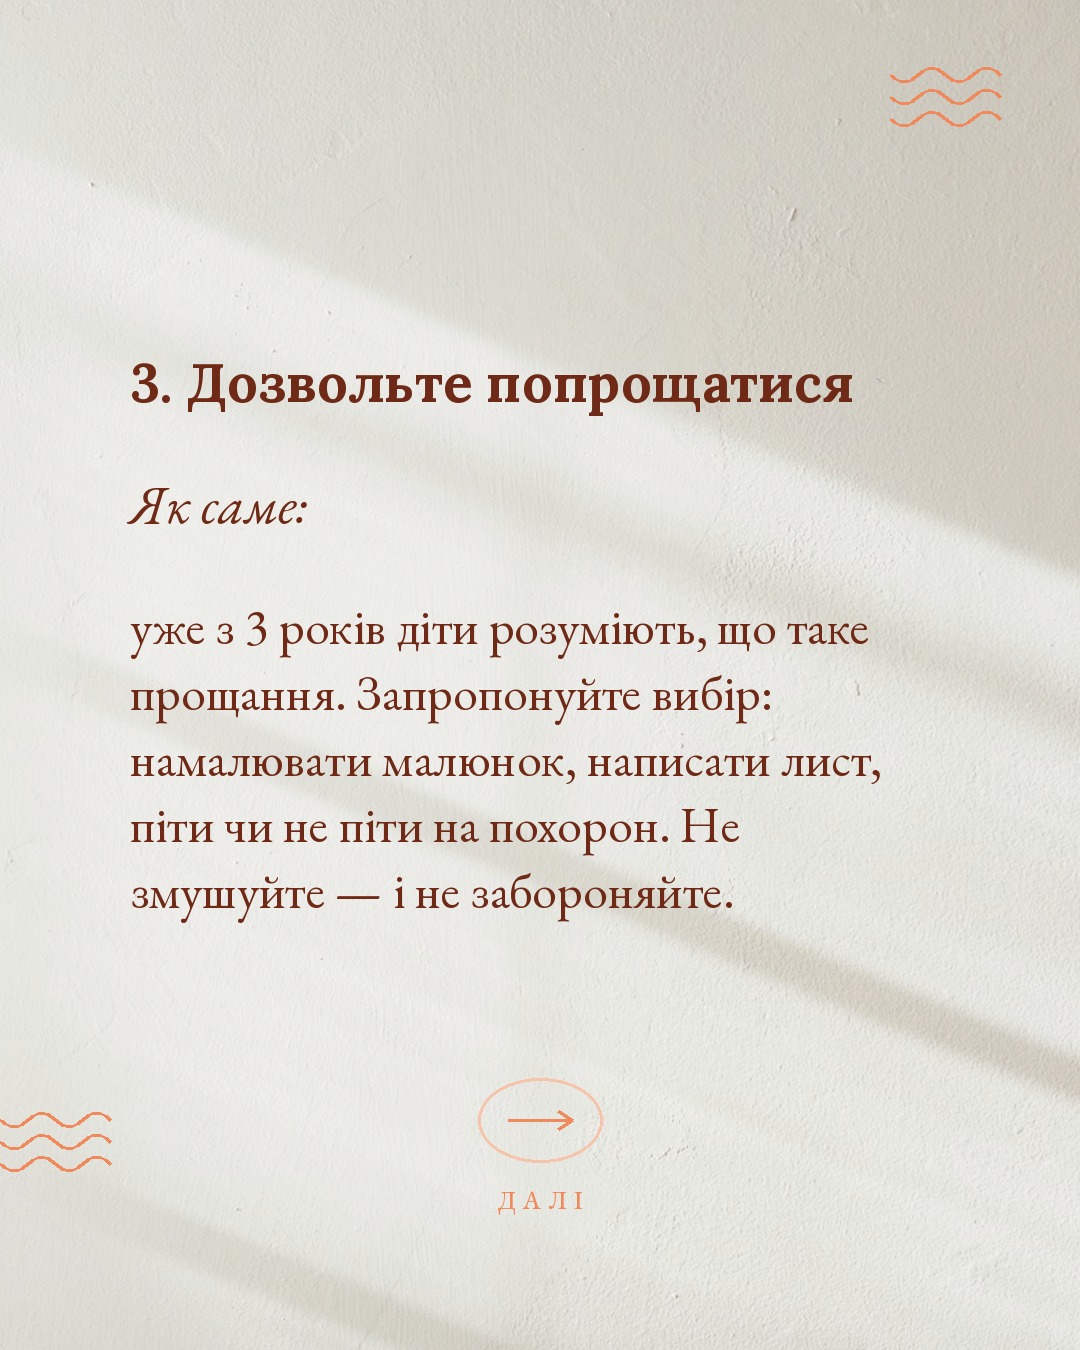 3. Дозвольте попрощатися
Як саме:
уже з 3 років діти розуміють, що таке
прощання. Запропонуйте вибір:
намалювати малюнок, написати лист,
піти чи не піти на похорон. Не
змушуйте — і не забороняйте.
ДАЛІ